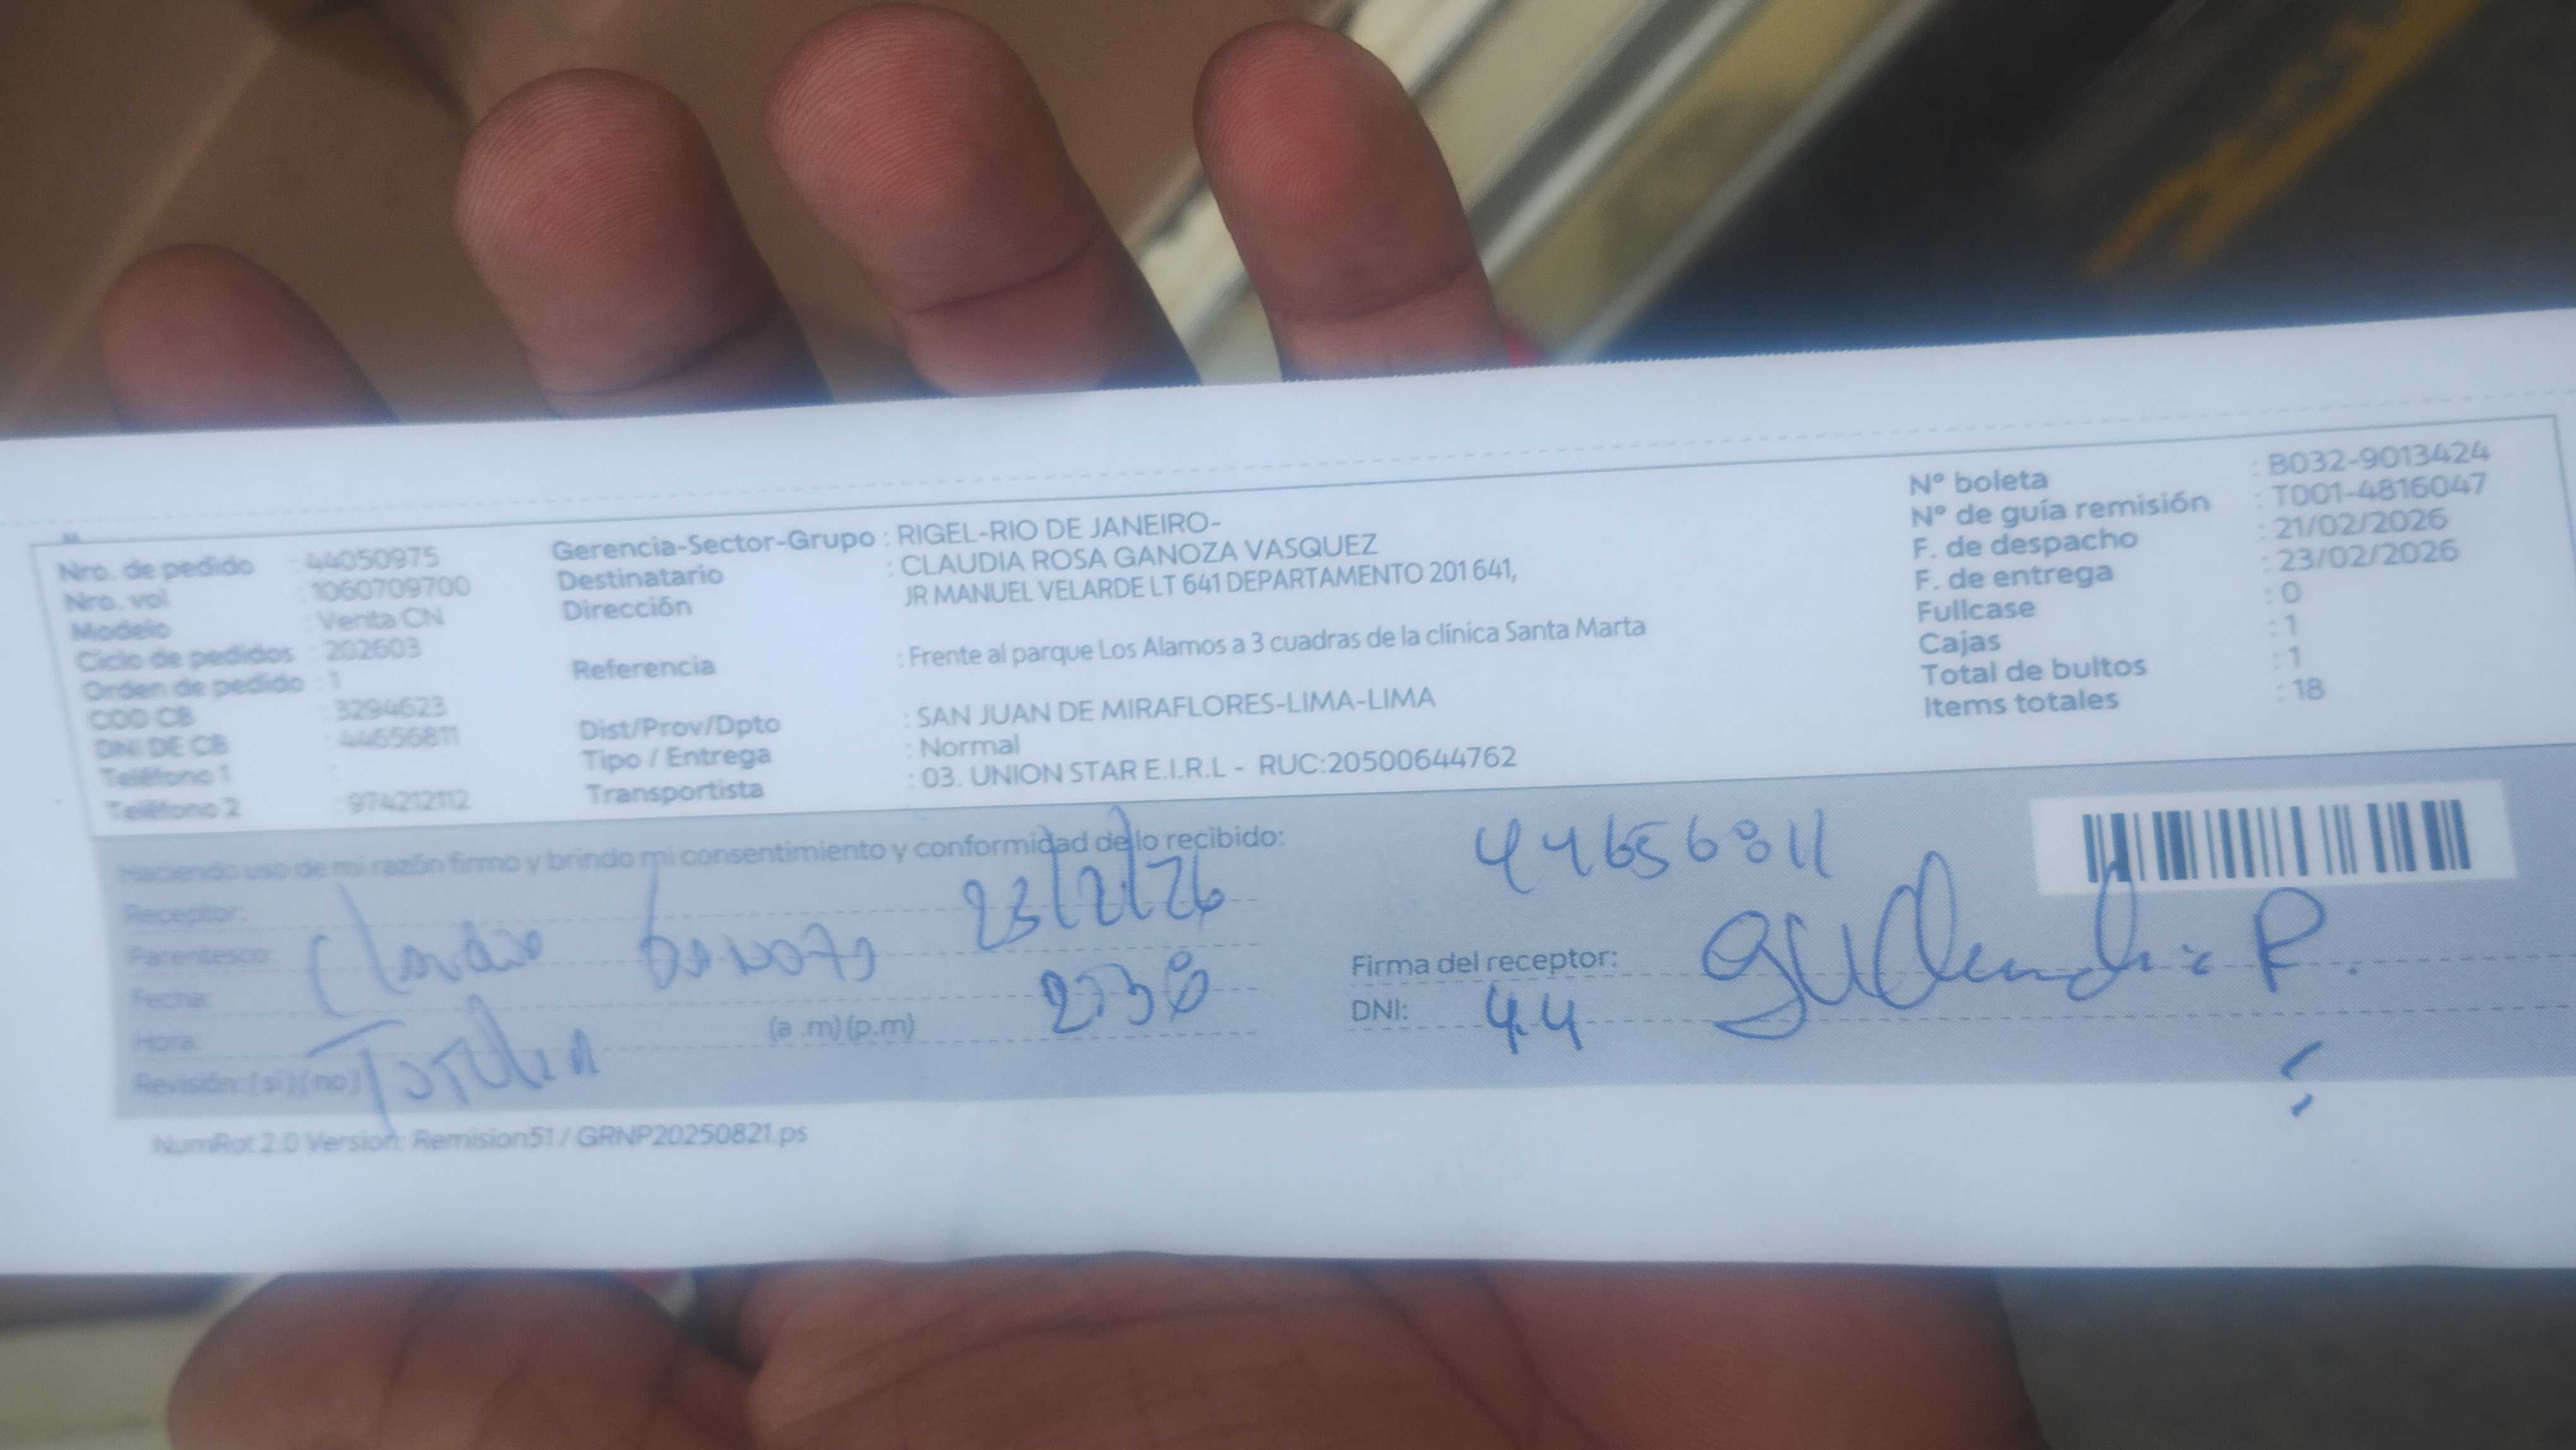 Nro. de pedido : 44050975
Nro. vol : 1060709700
Modelo : Venta CN
Ciclo de pedidos : 202603
Orden de pedido : 1
COD CB : 3294623
DNI DE CB : 44656811
Teléfono 1 :
Teléfono 2 : 974212112
Gerencia-Sector-Grupo : RIGEL-RIO DE JANEIRO-
Destinatario : CLAUDIA ROSA GANOZA VASQUEZ
Dirección JR MANUEL VELARDE LT 641 DEPARTAMENTO 201 641,
Referencia : Frente al parque Los Alamos a 3 cuadras de la clínica Santa Marta
Dist/Prov/Dpto : SAN JUAN DE MIRAFLORES-LIMA-LIMA
Tipo / Entrega : Normal
Transportista : 03. UNION STAR E.I.R.L - RUC:20500644762
Nº boleta : B032-9013424
Nº de guía remisión : T001-4816047
F. de despacho : 21/02/2026
F. de entrega : 23/02/2026
Fullcase : 0
Cajas : 1
Total de bultos : 1
Items totales : 18
Haciendo uso de mi razón firmo y brindo mi consentimiento y conformidad de lo recibido:
Receptor: 23/2/26
Parentesco:
Fecha:
Hora: (a .m) (p.m)
Revisión: (si) (no)
44656811
Firma del receptor:
DNI: 44
NumRot 2.0 Version: Remision51 / GRNP20250821.ps